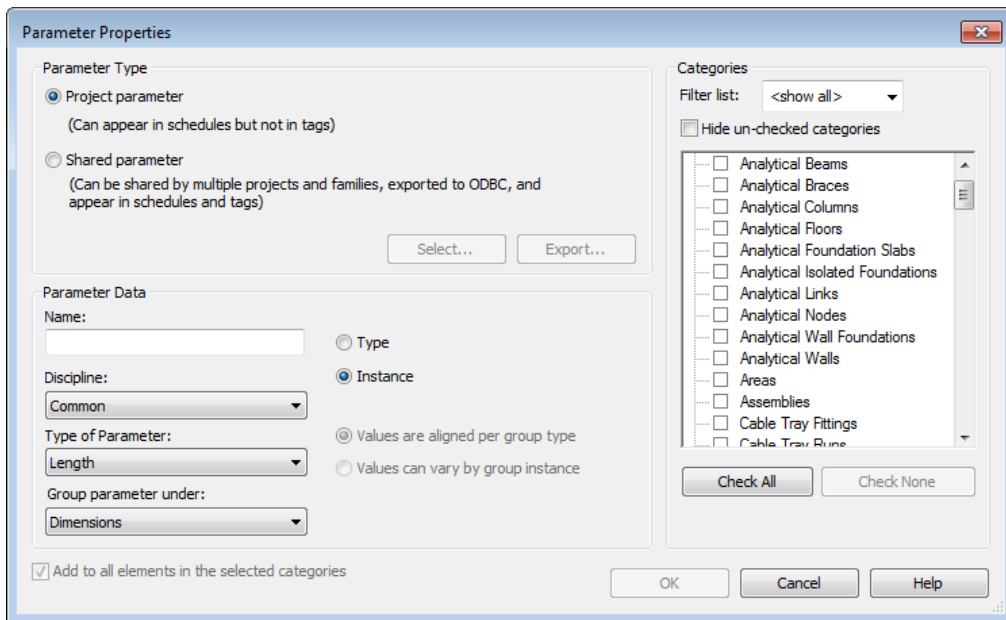 Parameter Properties
Parameter Type
Project parameter
(Can appear in schedules but not in tags)
Shared parameter
(Can be shared by multiple projects and families, exported to ODBC, and
appear in schedules and tags)
Select...
Export...
Parameter Data
Name:
Type
Discipline:
Instance
Common
Type of Parameter:
Values are aligned per group type
Length
Values can vary by group instance
Group parameter under:
Dimensions
Add to all elements in the selected categories
Categories
Filter list:
<show all>
Hide un-checked categories
Analytical Beams
Analytical Braces
Analytical Columns
Analytical Floors
Analytical Foundation Slabs
Analytical Isolated Foundations
Analytical Links
Analytical Nodes
Analytical Wall Foundations
Analytical Walls
Areas
Assemblies
Cable Tray Fittings
Cable Tray Runs
Check All
Check None
OK
Cancel
Help